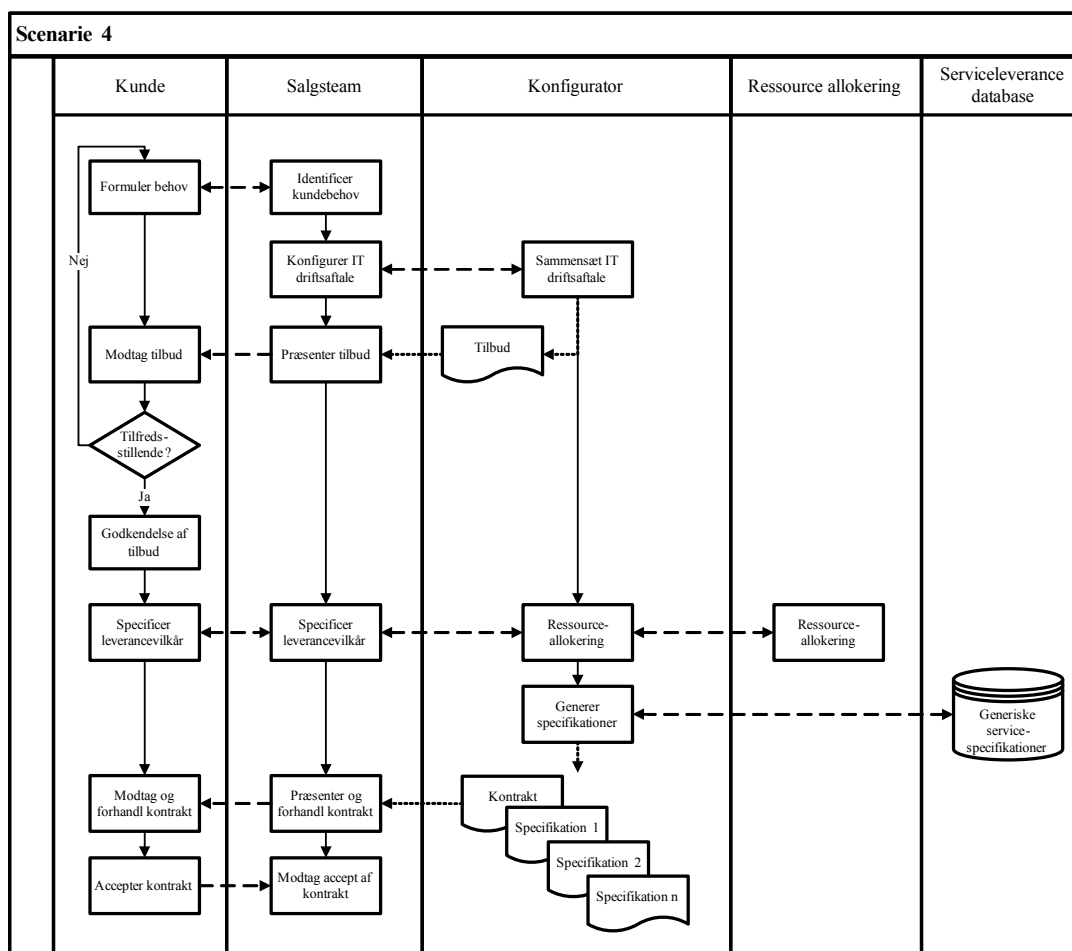 Scenarie 4
Kunde
Salgsteam
Konfigurator
Ressource allokering
Serviceleverance
database
Formuler behov
Identificer
kundebehov
Nej
Konfigurer IT
driftsaftale
Sammensæt IT
driftsaftale
Modtag tilbud
Præsenter tilbud
Tilbud
Tilfreds-
stillende?
Ja
Godkendelse af
tilbud
Specificer
leverancevilkår
Specificer
leverancevilkår
Ressource-
allokering
Ressource-
allokering
Generer
specifikationer
Generiske
service-
specifikationer
Modtag og
forhandl kontrakt
Præsenter og
forhandl kontrakt
Kontrakt
Specifikation 1
Specifikation 2
Specifikation n
Accepter kontrakt
Modtag accept af
kontrakt